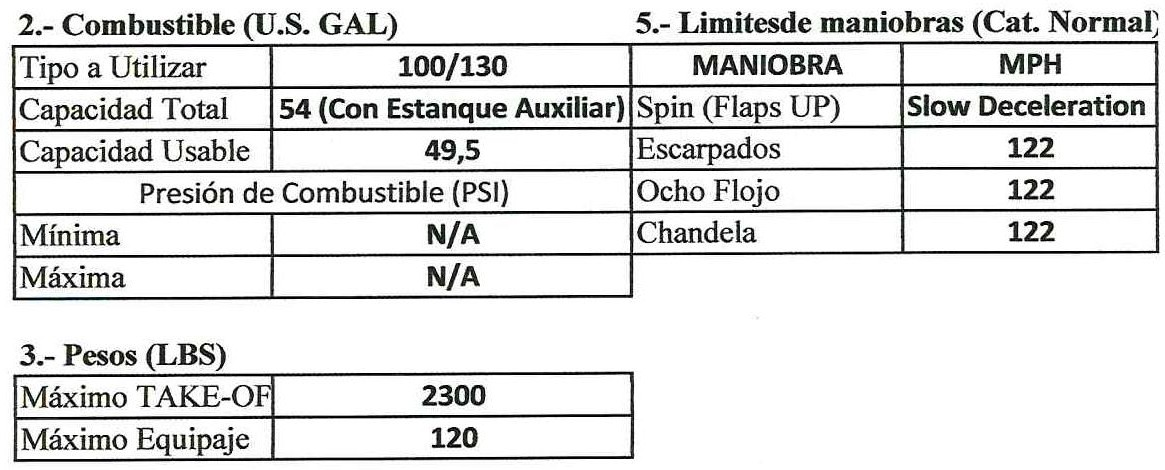 2.- Combustible (U.S. GAL)
Tipo a Utilizar 100/130
Capacidad Total 54 (Con Estanque Auxiliar)
Capacidad Usable 49,5
Presión de Combustible (PSI)
Mínima N/A
Máxima N/A
5.- Limitesde maniobras (Cat. Normal)
MANIOBRA MPH
Spin (Flaps UP) Slow Deceleration
Escarpados 122
Ocho Flojo 122
Chandela 122
3.- Pesos (LBS)
Máximo TAKE-OF 2300
Máximo Equipaje 120